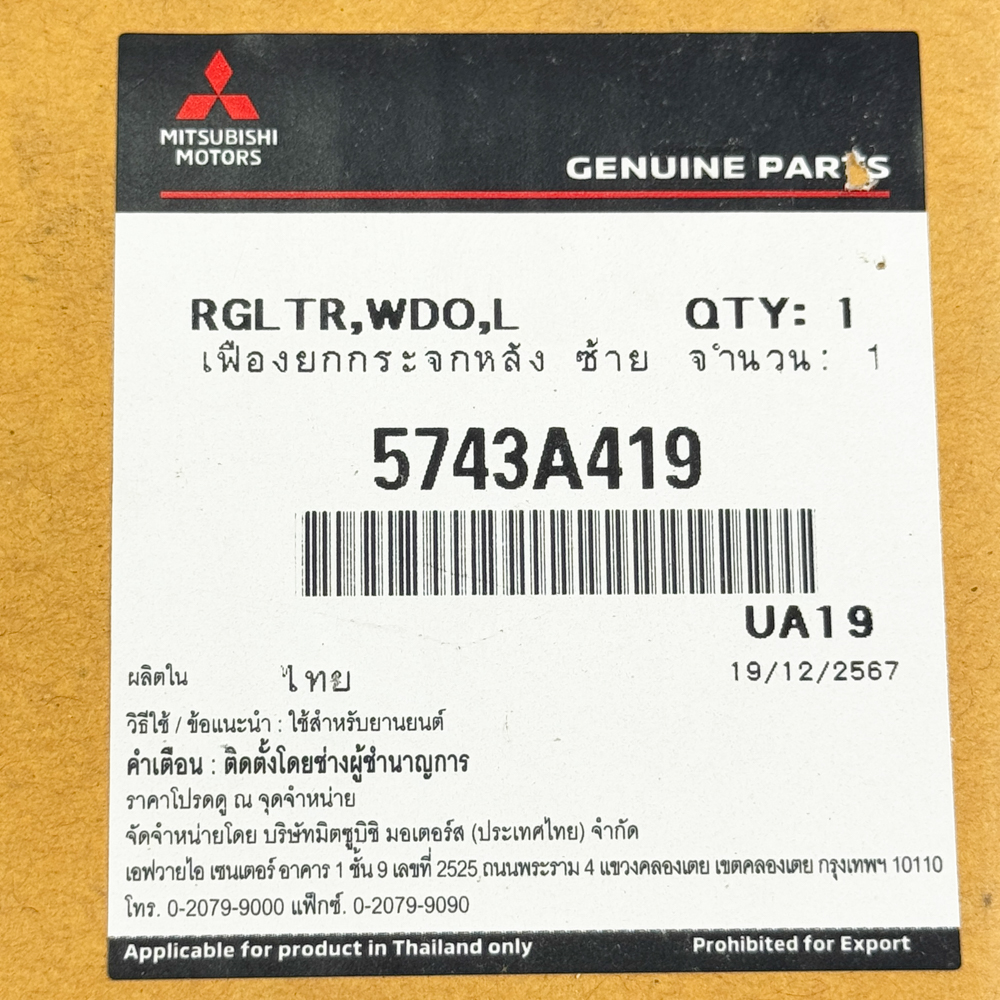 MITSUBISHI
MOTORS
GENUINE PARTS
RGLTR,WDO,L QTY: 1
เฟืองยกกระจกหลัง ซ้าย จำนวน: 1
5743A419
UA19
ผลิตใน ไทย 19/12/2567
วิธีใช้ / ข้อแนะนำ : ใช้สำหรับยานยนต์
คำเตือน : ติดตั้งโดยช่างผู้ชำนาญการ
ราคาโปรดดู ณ จุดจำหน่าย
จัดจำหน่ายโดย บริษัทมิตซูบิชิ มอเตอร์ส (ประเทศไทย) จำกัด
เอฟวายไอ เซนเตอร์ อาคาร 1 ชั้น 9 เลขที่ 2525 ถนนพระราม 4 แขวงคลองเตย เขตคลองเตย กรุงเทพฯ 10110
โทร. 0-2079-9000 แฟ็กซ์. 0-2079-9090
Applicable for product in Thailand only Prohibited for Export